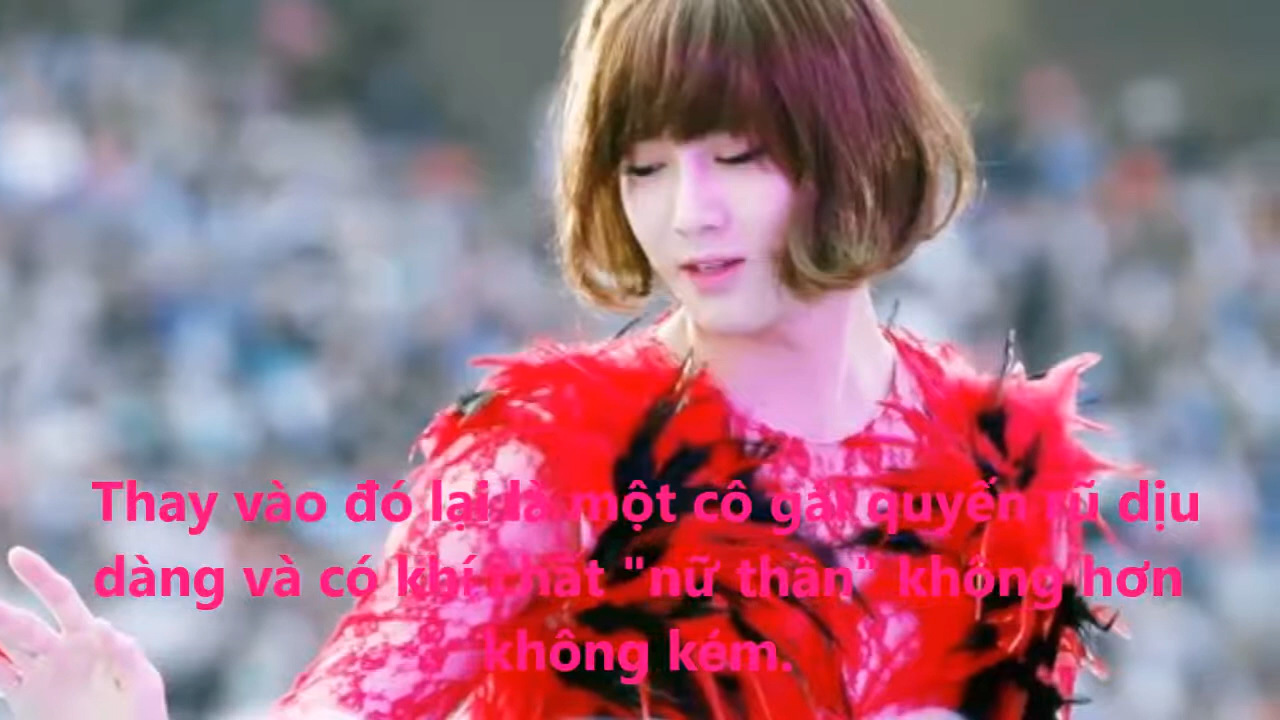 Thay vào đó lại là một cô gái quyến rũ dịu
dàng và có khí chất "nữ thần" không hơn
không kém.